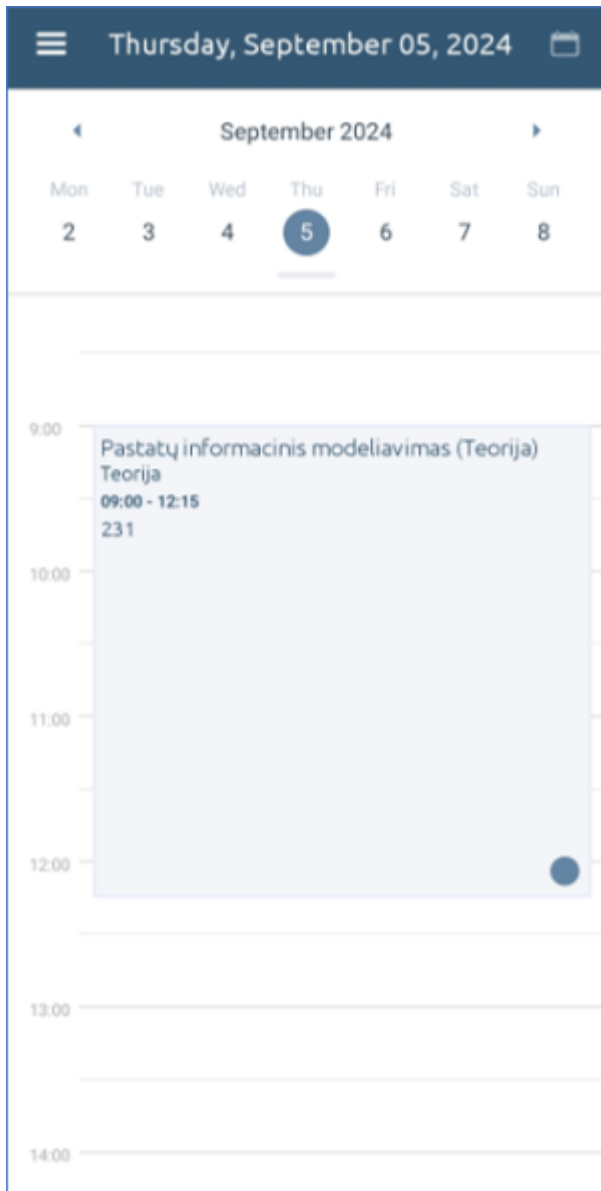 Thursday, September 05, 2024
September 2024
Mon Tue Wed Thu Fri Sat Sun
2 3 4 5 6 7 8
9:00
Pastatų informacinis modeliavimas (Teorija)
Teorija
09:00 - 12:15
231
10:00
11:00
12:00
13:00
14:00